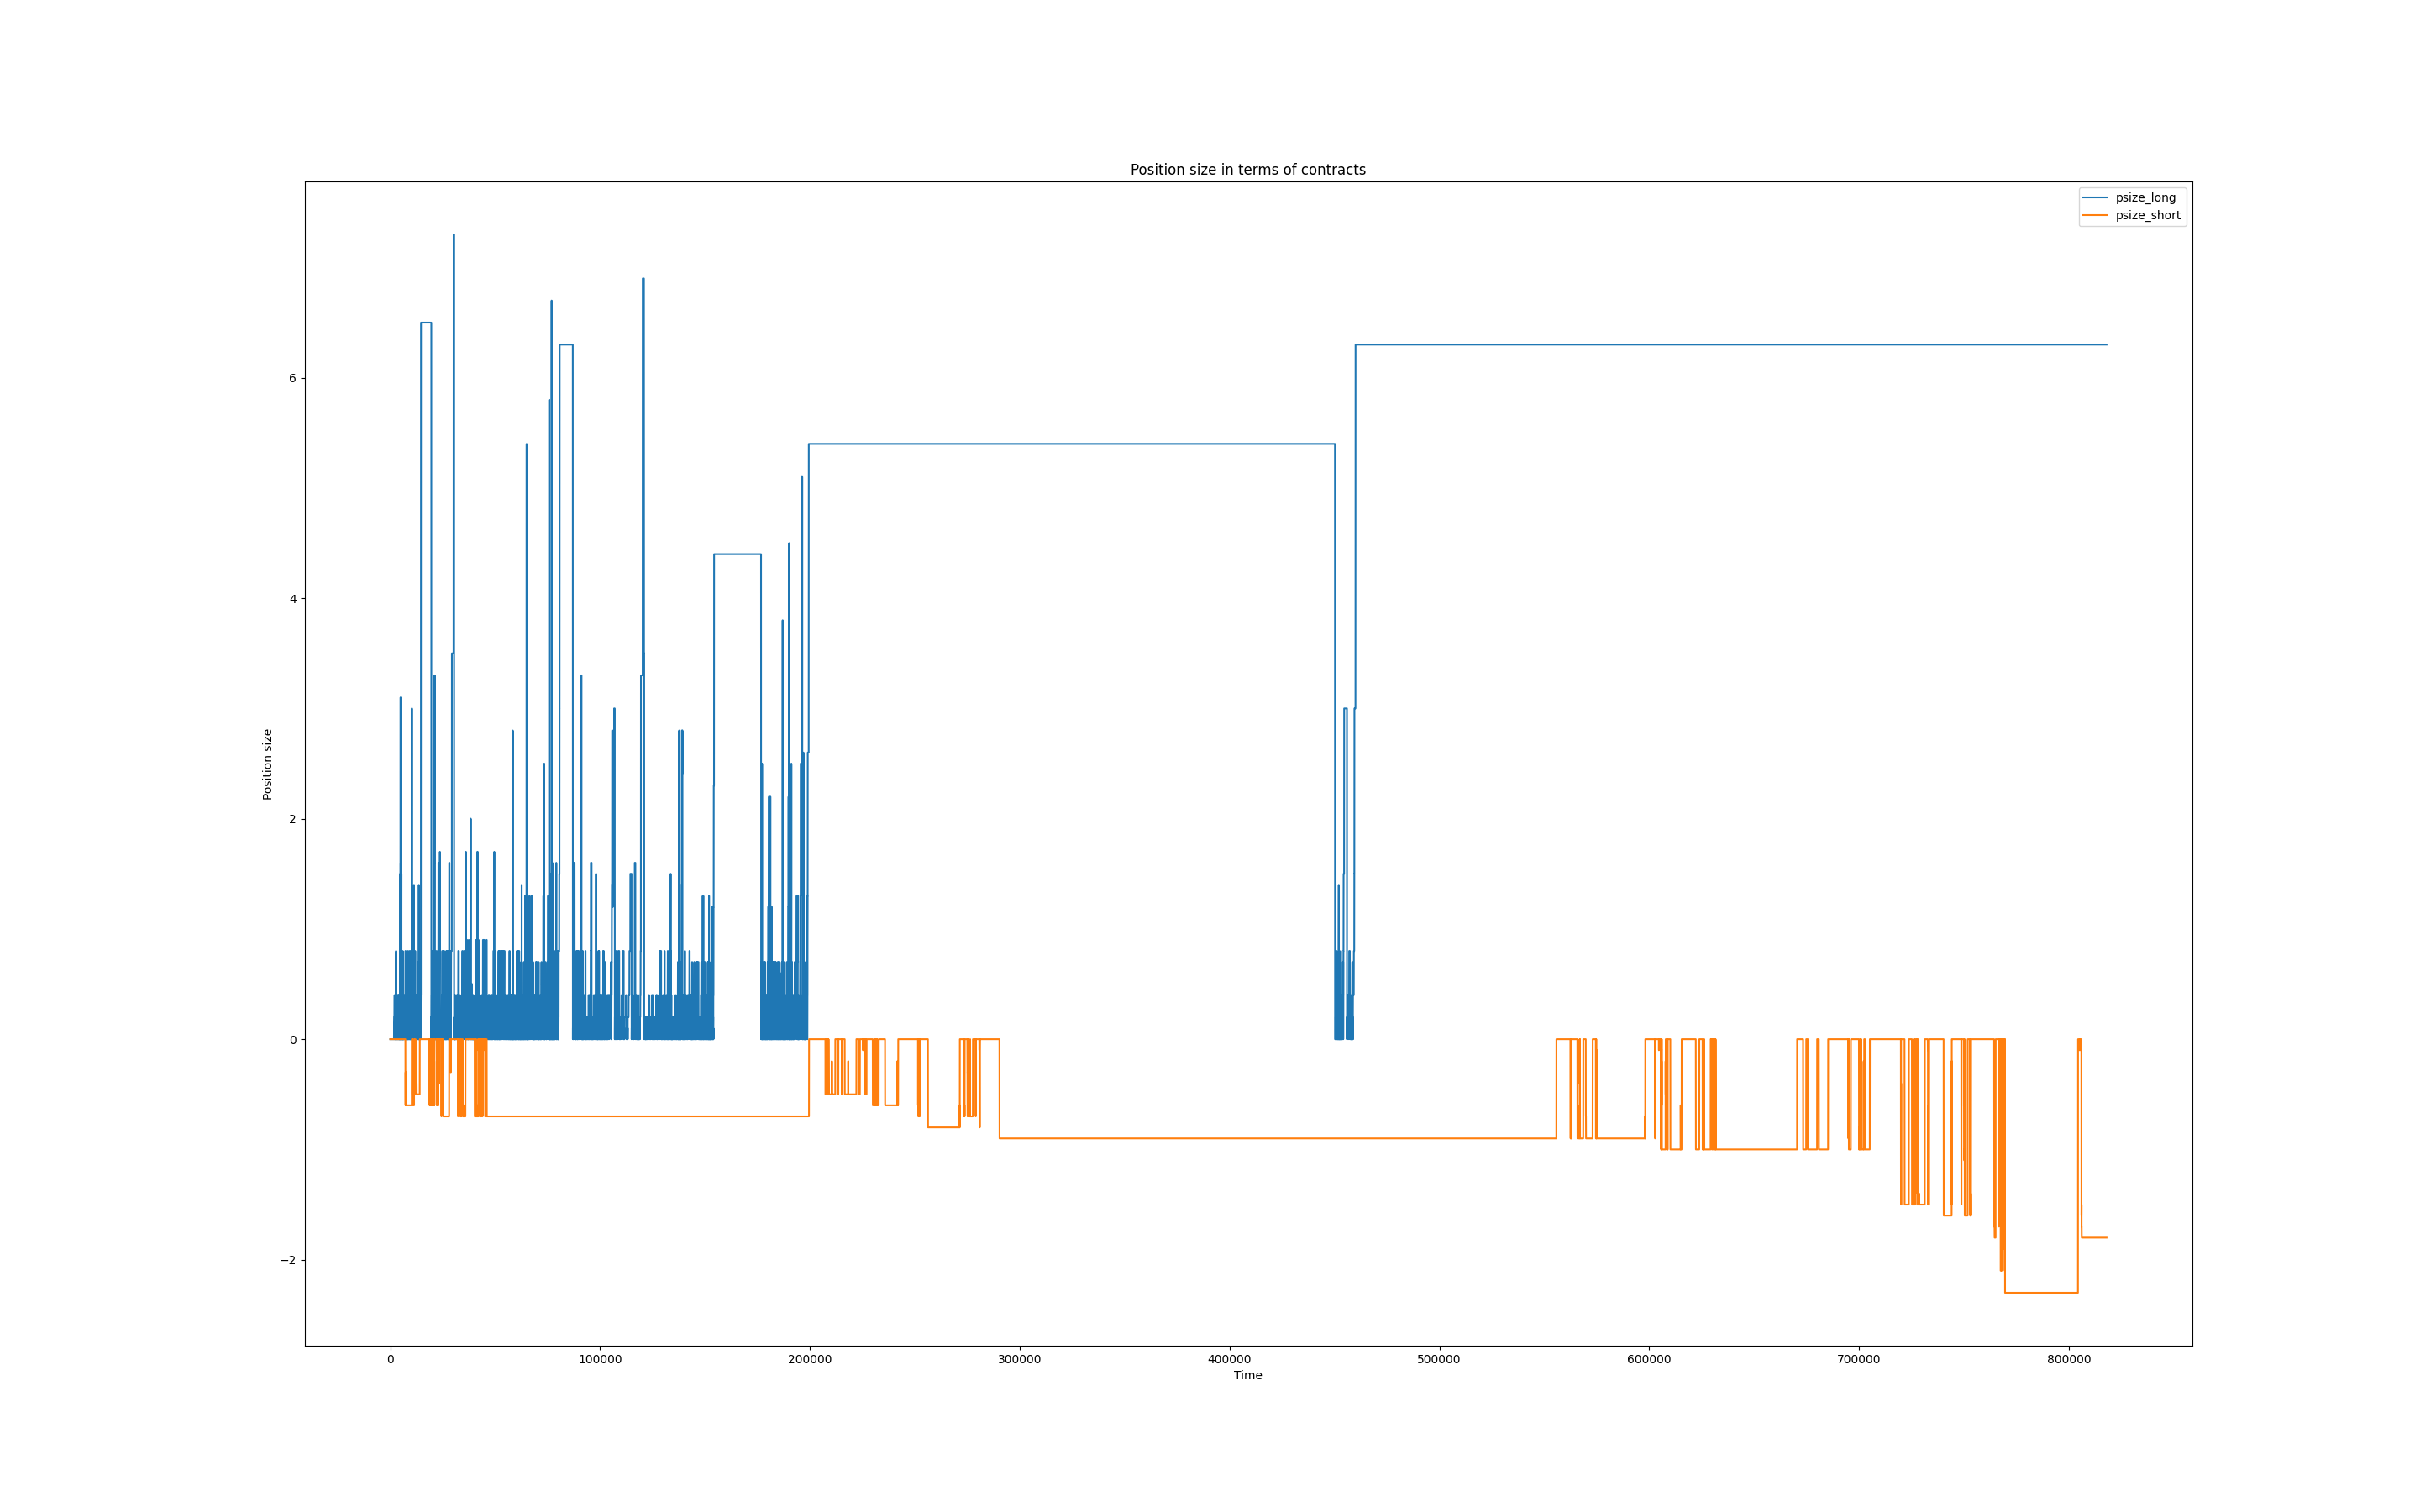 Position size in terms of contracts
psize_long
psize_short
Position size
6
4
2
0
−2
0 100000 200000 300000 400000 500000 600000 700000 800000
Time